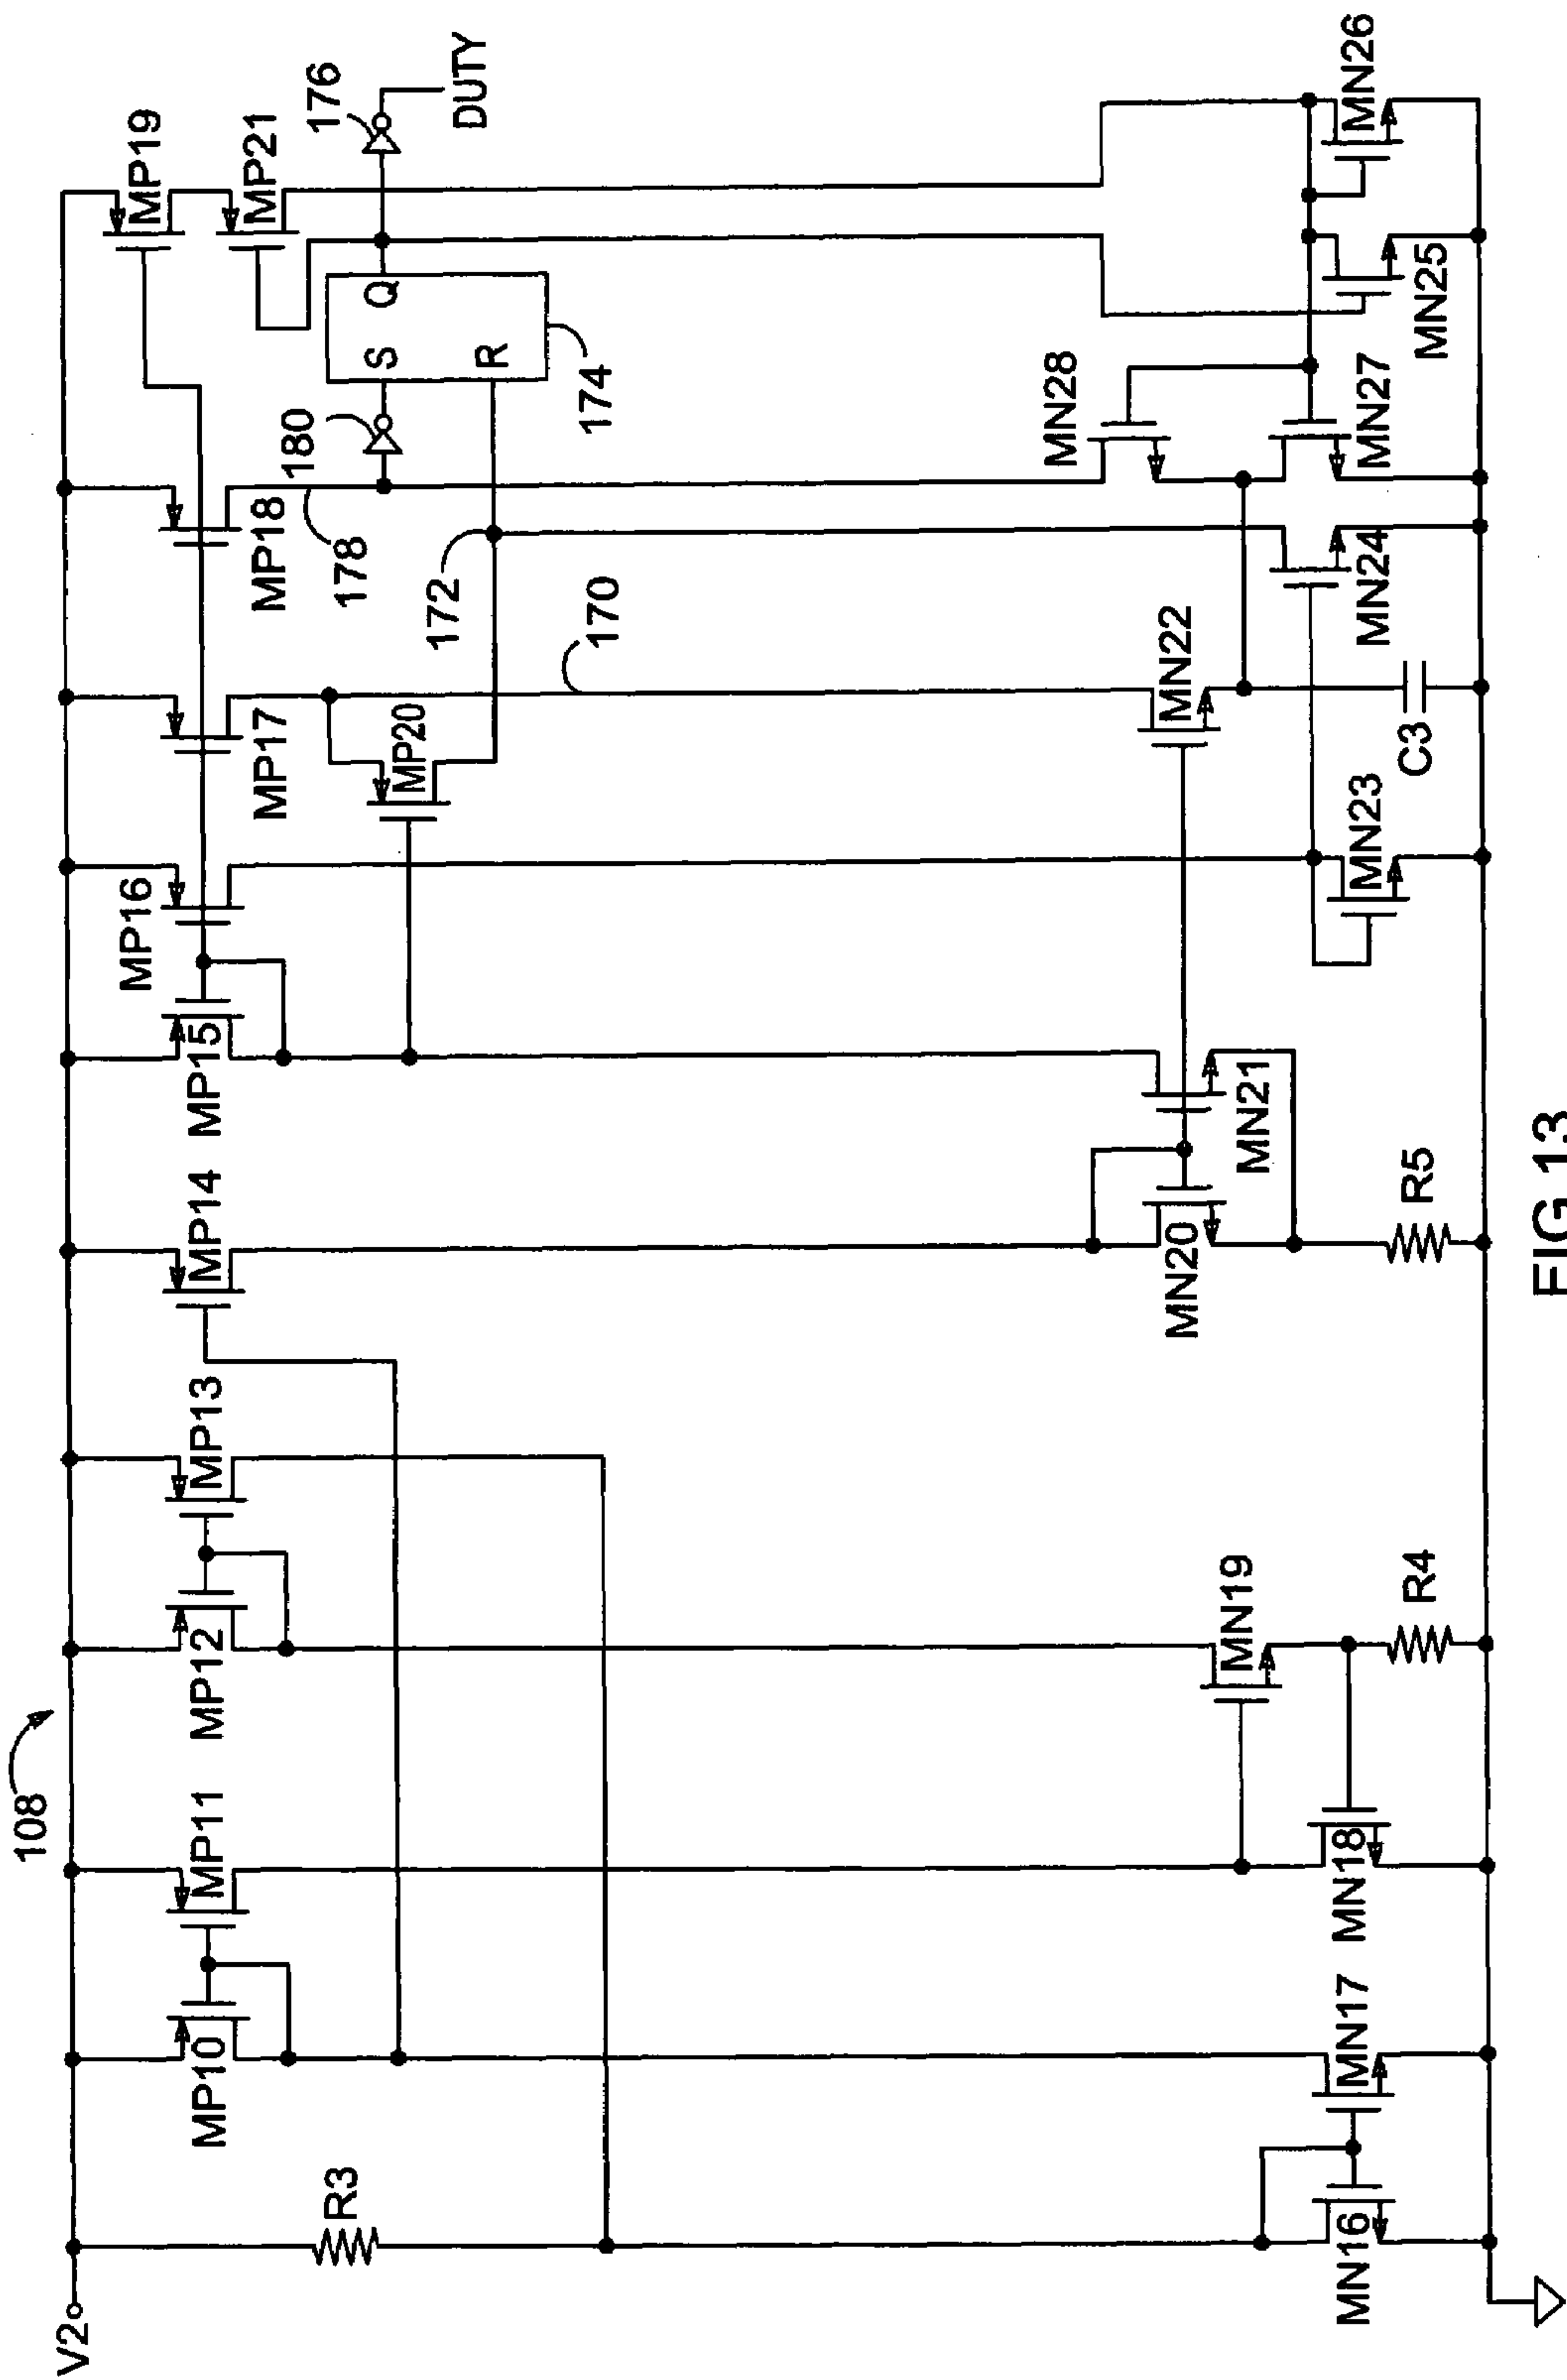 108
V2
R3
MP10
MP11
MP12
MP13
MP14
MP15
MP16
MP17
MP18
MP19
MP20
MP21
MN16
MN17
MN18
MN19
R4
MN20
MN21
R5
MN22
MN23
C3
MN24
MN25
MN26
MN27
MN28
170
172
174
S
R
Q
176
178
180
DUTY
FIG.13